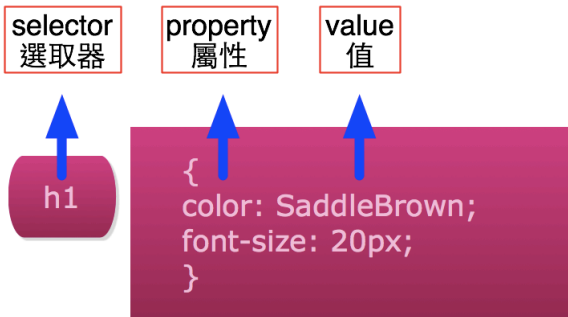 selector
選取器
property
屬性
value
值
h1
{
color: SaddleBrown;
font-size: 20px;
}